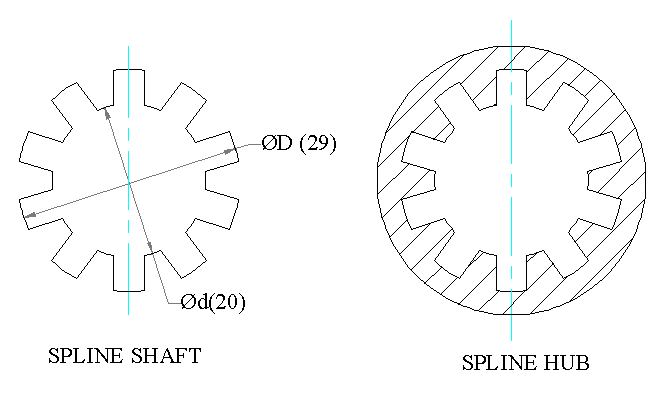 ØD (29)
Ød(20)
SPLINE SHAFT
SPLINE HUB